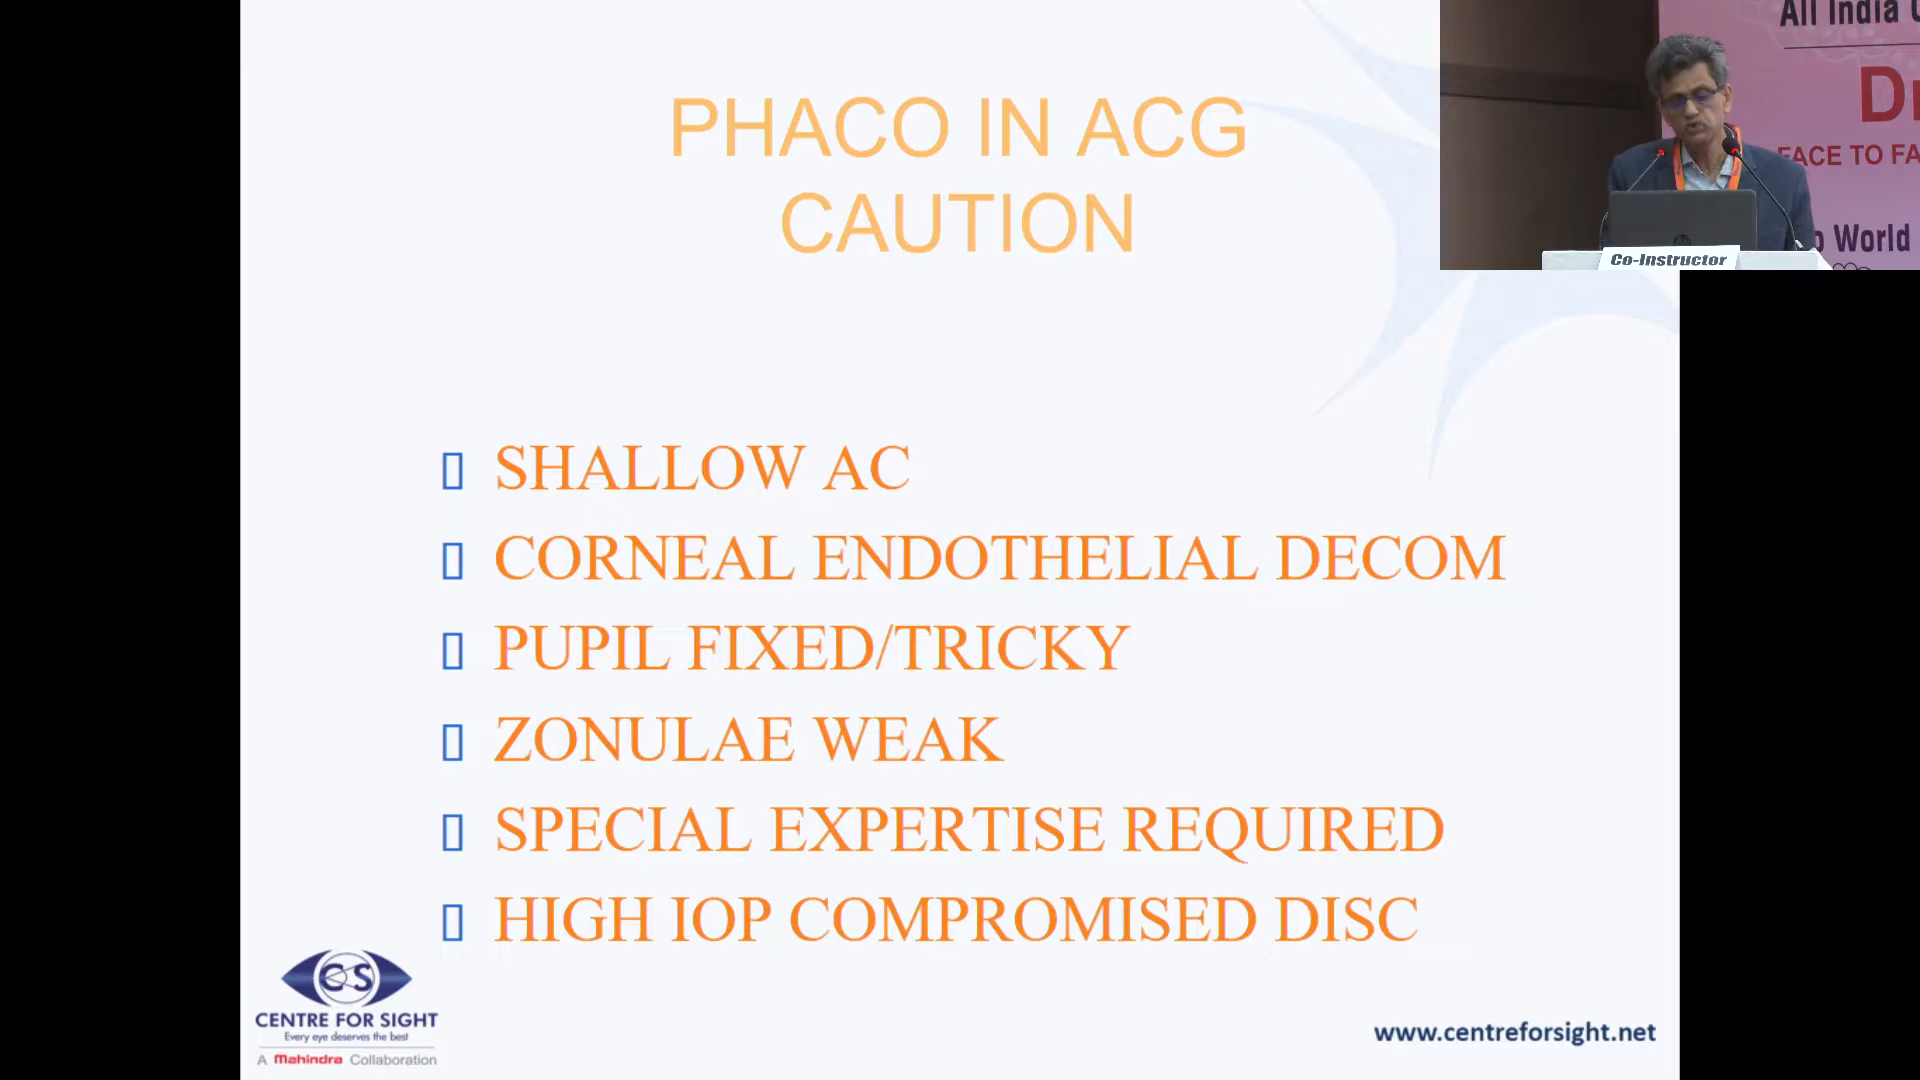 PHACO IN ACG
CAUTION
SHALLOW AC
CORNEAL ENDOTHELIAL DECOM
PUPIL FIXED/TRICKY
ZONULAE WEAK
SPECIAL EXPERTISE REQUIRED
HIGH IOP COMPROMISED DISC
CS
CENTRE FOR SIGHT
Every eye deserves the best
A Mahindra Collaboration
www.centreforsight.net
All India
FACE TO
World
Co-Instructor